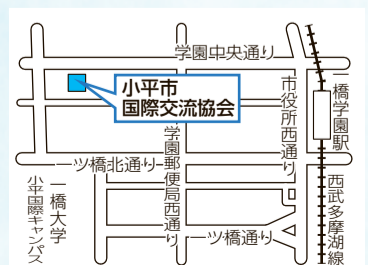 学園中央通り
小平市
国際交流協会
市役所西通り
一橋学園駅
学園郵便局西通り
一ツ橋北通り
一橋大学
小平国際キャンパス
一ツ橋通り
西武多摩湖線